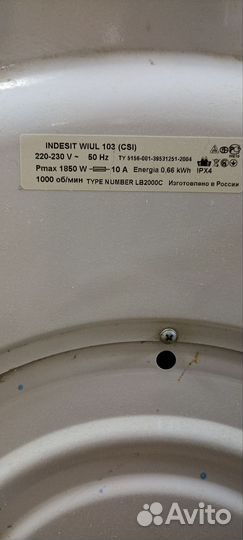 INDESIT WIUL 103 (CSI)
220-230 V ~ 50 Hz TY 5156-001-39531251-2004
Pmax 1850 W 10 A Energia 0,66 kWh IPX4
1000 об/мин TYPE NUMBER LB2000C Изготовлено в России
Avito